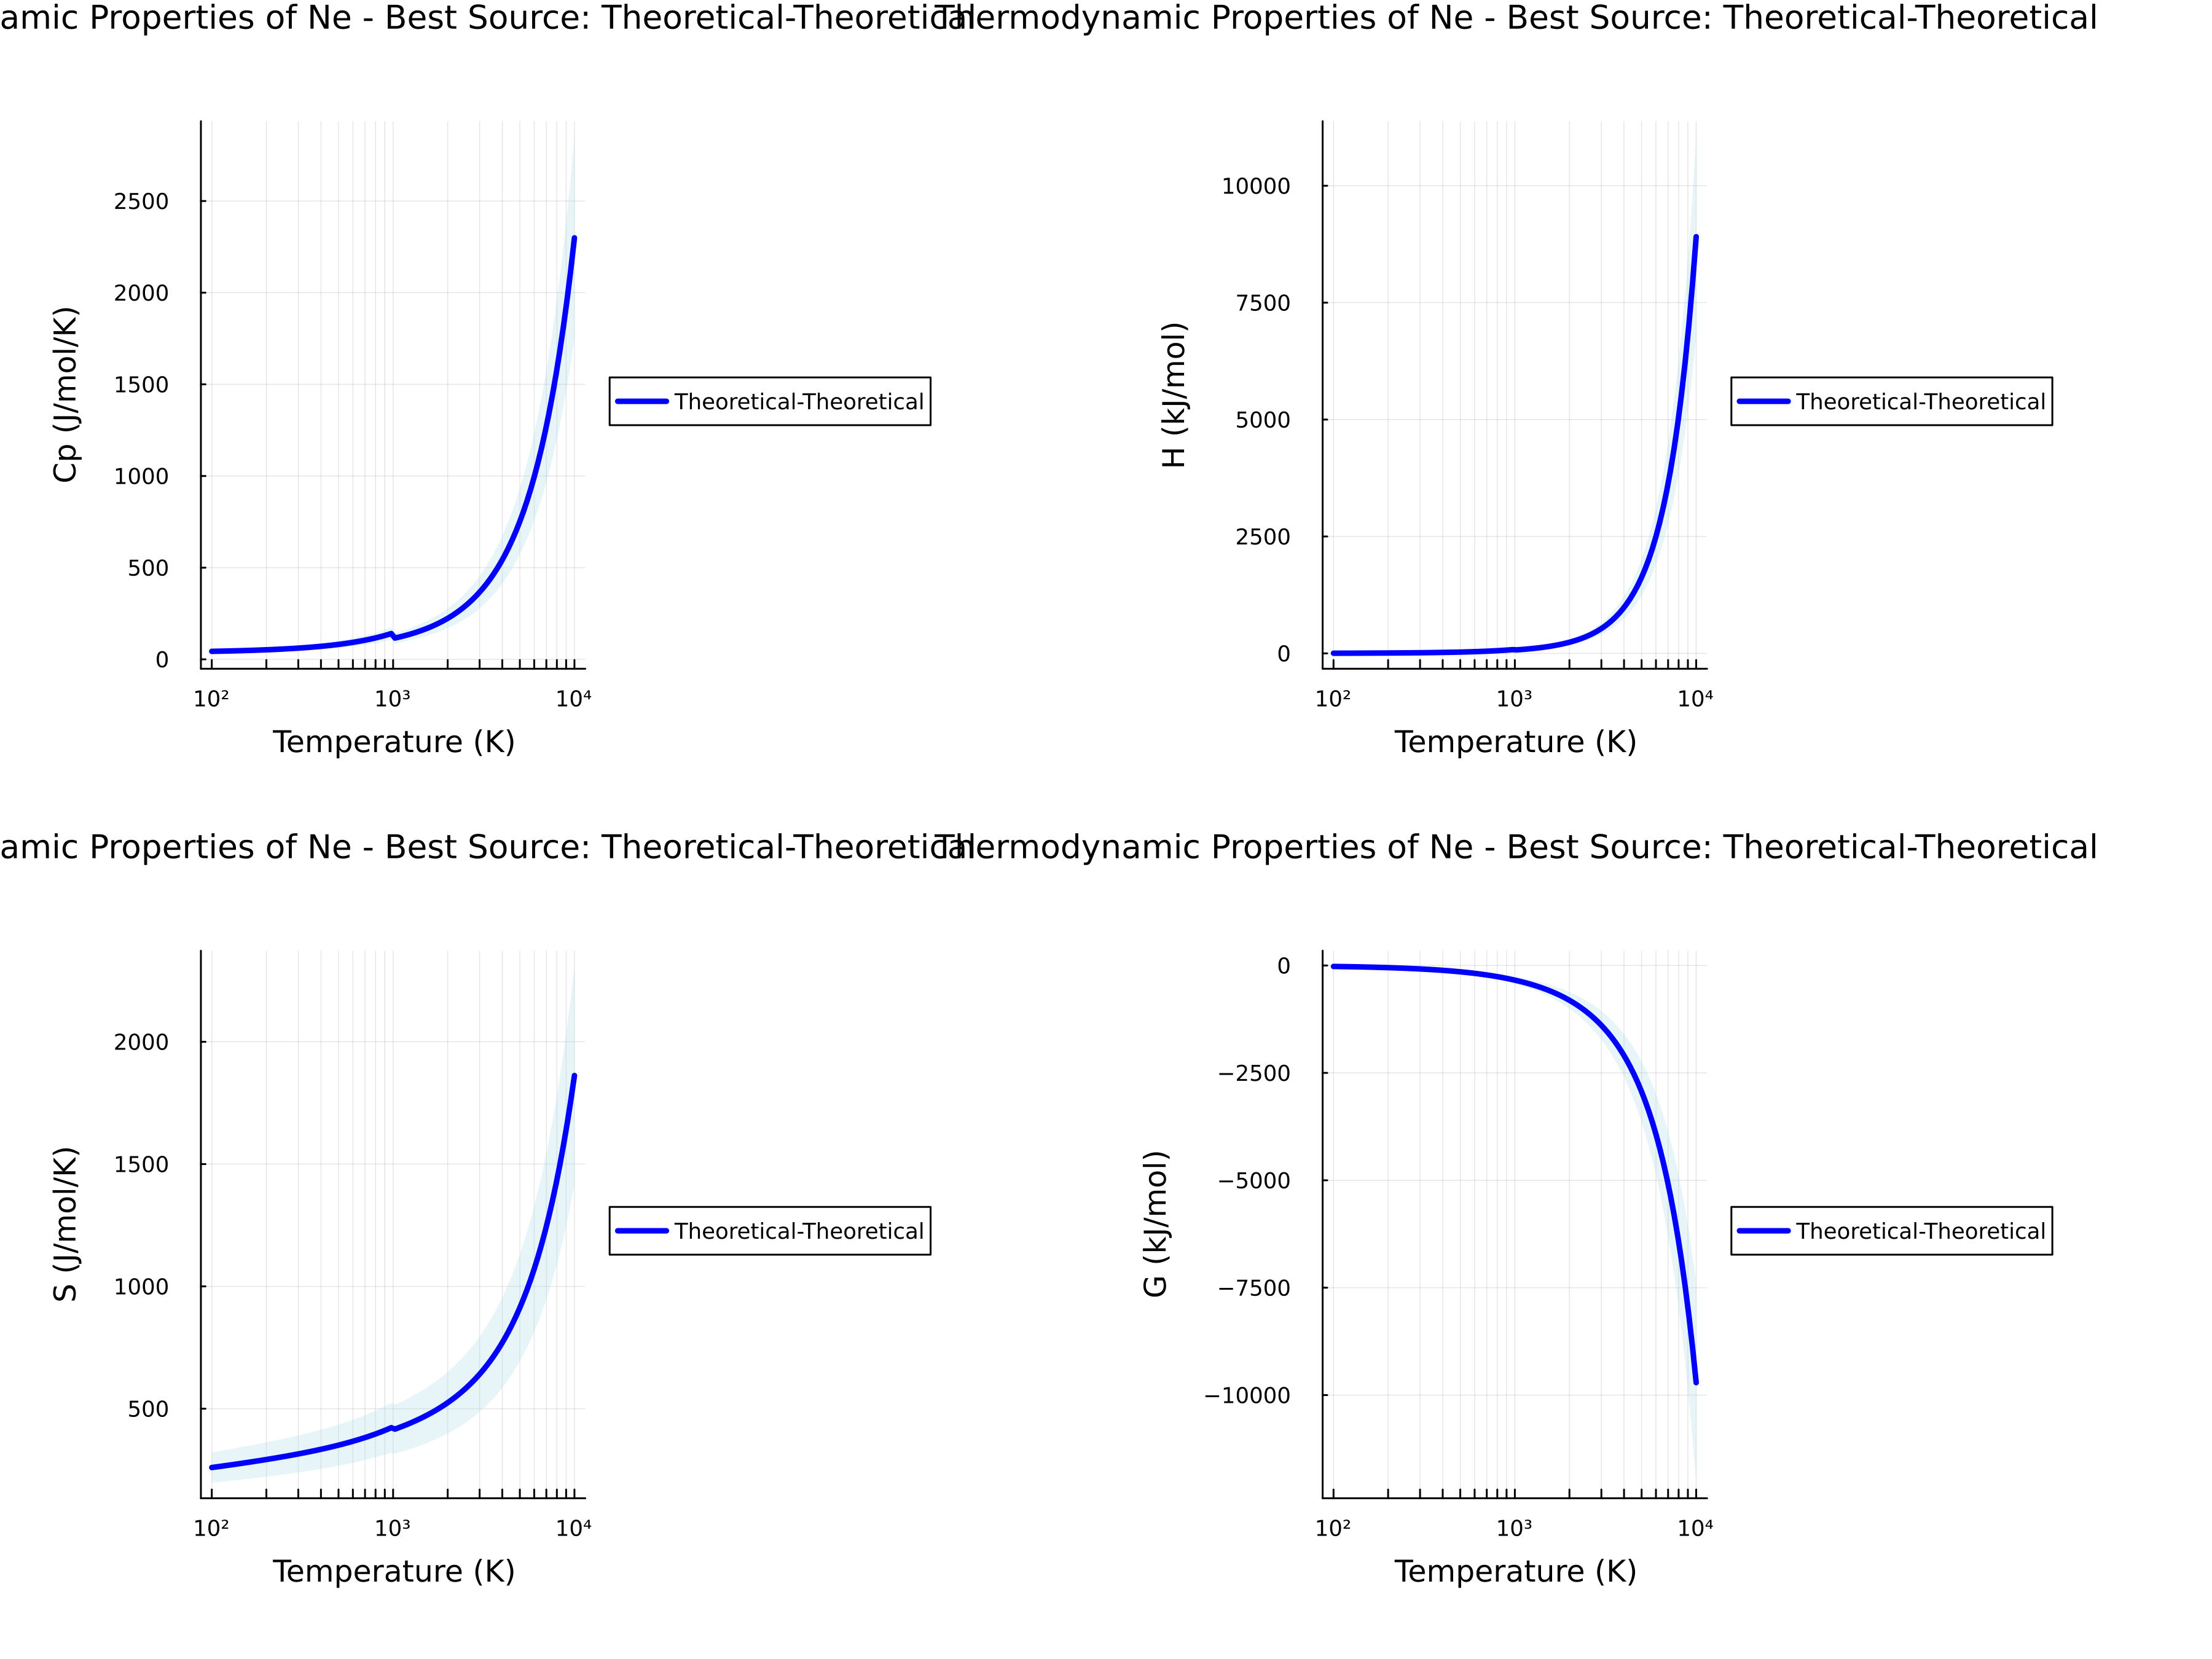 amic Properties of Ne - Best Source: Theoretical-Theoretical
Thermodynamic Properties of Ne - Best Source: Theoretical-Theoretical
2500
2000
1500
1000
500
0
Cp (J/mol/K)
10² 10³ 10⁴
Temperature (K)
Theoretical-Theoretical
10000
7500
5000
2500
0
H (kJ/mol)
10² 10³ 10⁴
Temperature (K)
Theoretical-Theoretical
amic Properties of Ne - Best Source: Theoretical-Theoretical
Thermodynamic Properties of Ne - Best Source: Theoretical-Theoretical
2000
1500
1000
500
S (J/mol/K)
10² 10³ 10⁴
Temperature (K)
Theoretical-Theoretical
0
−2500
−5000
−7500
−10000
G (kJ/mol)
10² 10³ 10⁴
Temperature (K)
Theoretical-Theoretical